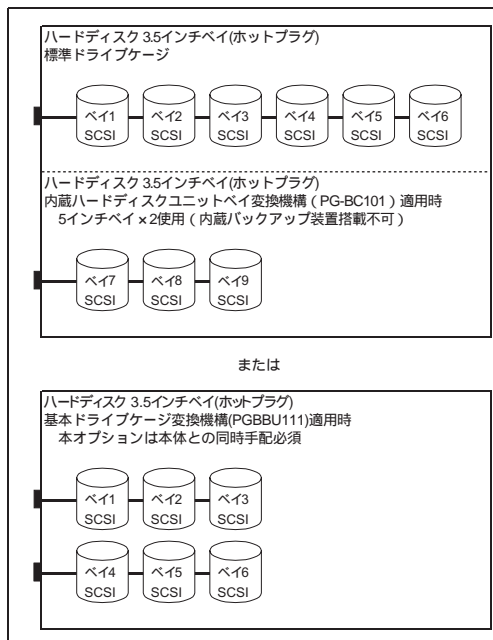 ハードディスク 3.5インチベイ(ホットプラグ)
標準ドライブケージ
ベイ1 ベイ2 ベイ3 ベイ4 ベイ5 ベイ6
SCSI SCSI SCSI SCSI SCSI SCSI
ハードディスク 3.5インチベイ(ホットプラグ)
内蔵ハードディスクユニットベイ変換機構（PG-BC101）適用時
5インチベイ×2使用（内蔵バックアップ装置搭載不可）
ベイ7 ベイ8 ベイ9
SCSI SCSI SCSI
または
ハードディスク 3.5インチベイ(ホットプラグ)
基本ドライブケージ変換機構(PGBBU111)適用時
本オプションは本体との同時手配必須
ベイ1 ベイ2 ベイ3
SCSI SCSI SCSI
ベイ4 ベイ5 ベイ6
SCSI SCSI SCSI